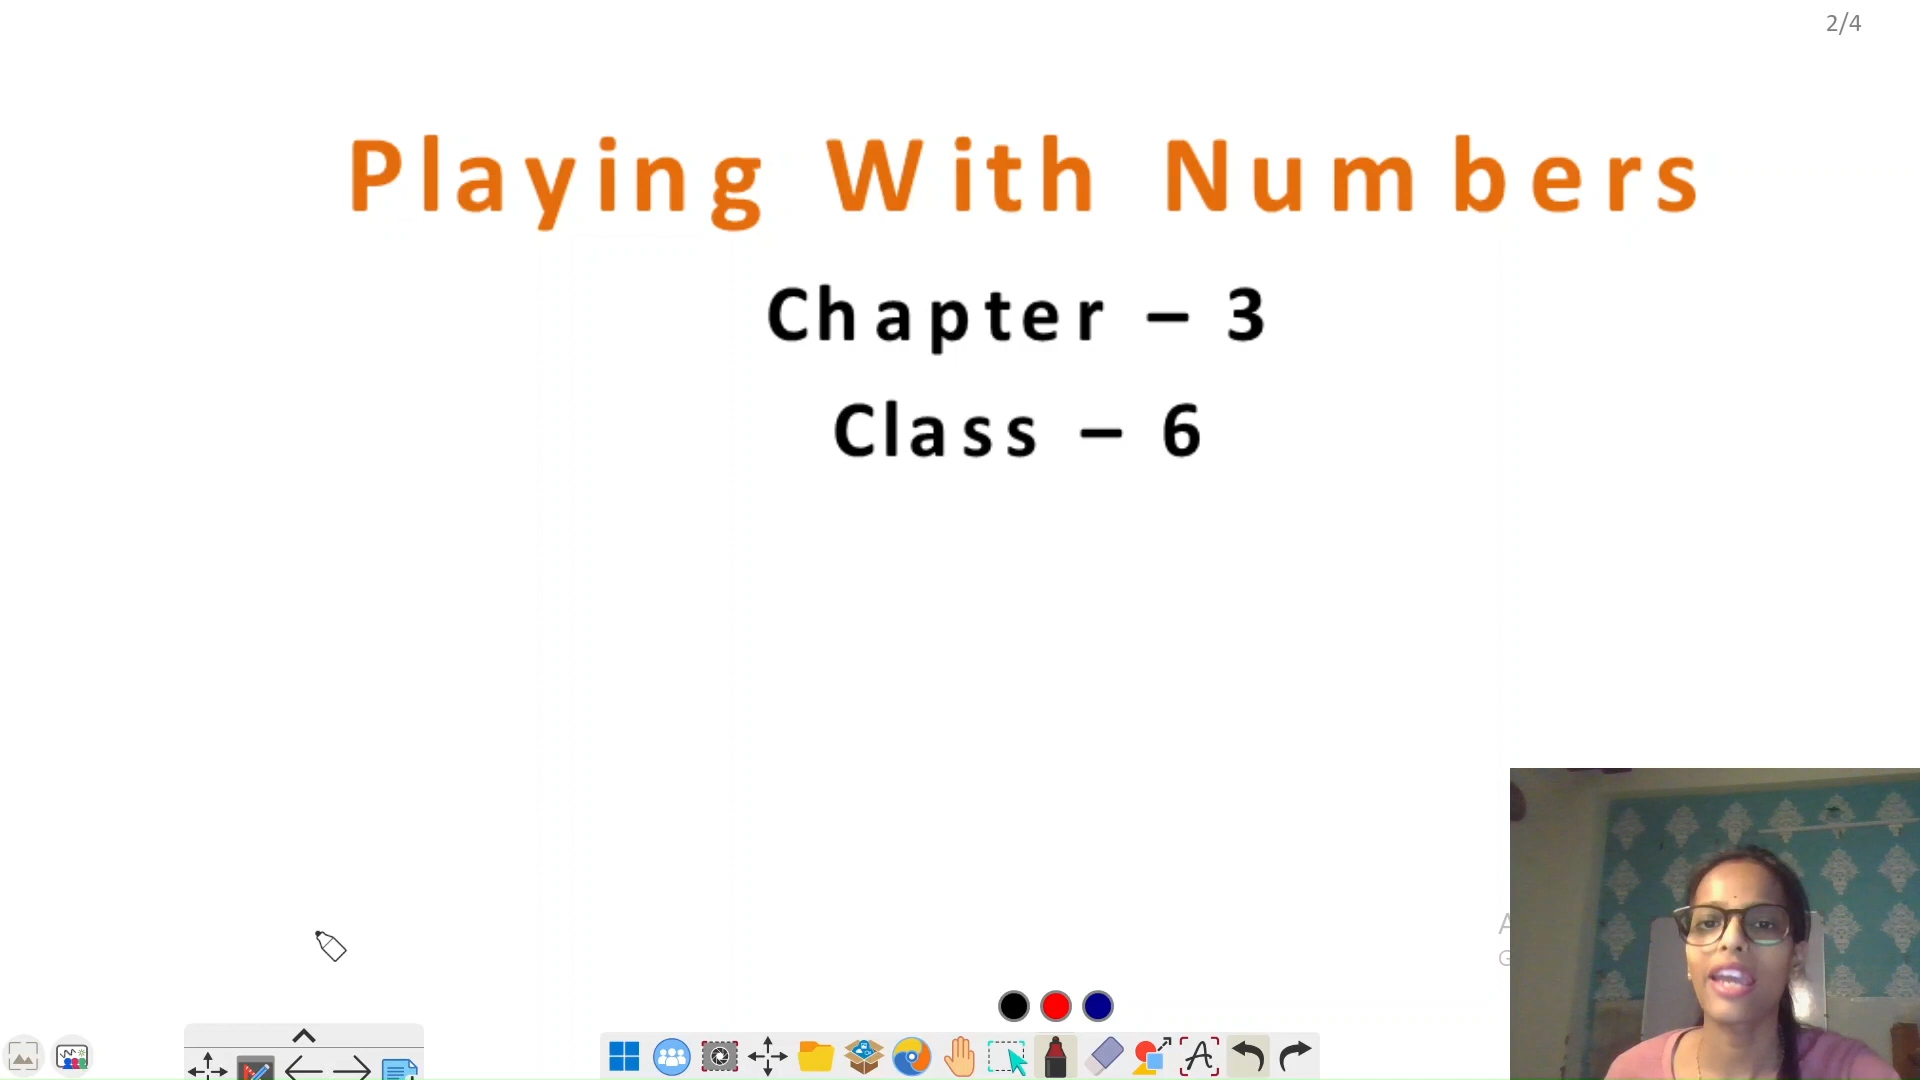 2/4
Playing With Numbers
Chapter – 3
Class – 6